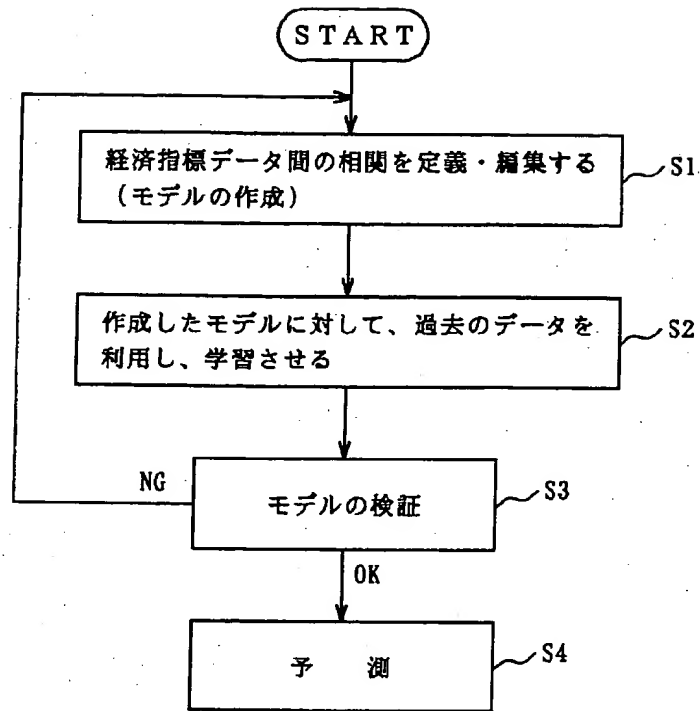 START
経済指標データ間の相関を定義・編集する
(モデルの作成)
S1
作成したモデルに対して、過去のデータを
利用し、学習させる
S2
NG
モデルの検証
S3
OK
予 測
S4